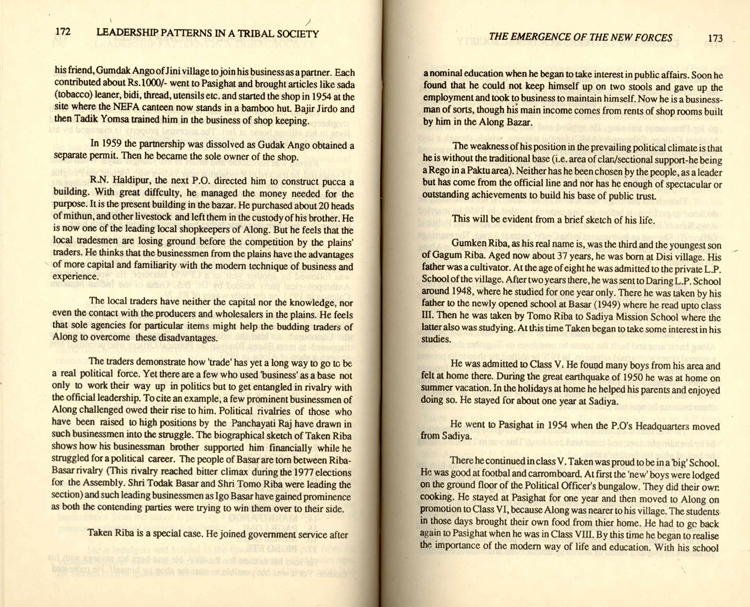 172 LEADERSHIP PATTERNS IN A TRIBAL SOCIETY
his friend, Gumdak Ango of Jini village to join his business as a partner. Each
contributed about Rs.1000/- went to Pasighat and brought articles like sada
(tobacco) leaner, bidi, thread, utensils etc. and started the shop in 1954 at the
site where the NEFA canteen now stands in a bamboo hut. Bajir Jirdo and
then Tadik Yomsa trained him in the business of shop keeping.
In 1959 the partnership was dissolved as Gudak Ango obtained a
separate permit. Then he became the sole owner of the shop.
R.N. Haldipur, the next P.O. directed him to construct pucca a
building. With great diffculty, he managed the money needed for the
purpose. It is the present building in the bazar. He purchased about 20 heads
of mithun, and other livestock and left them in the custody of his brother. He
is now one of the leading local shopkeepers of Along. But he feels that the
local tradesmen are losing ground before the competition by the plains'
traders. He thinks that the businessmen from the plains have the advantages
of more capital and familiarity with the modern technique of business and
experience.
The local traders have neither the capital nor the knowledge, nor
even the contact with the producers and wholesalers in the plains. He feels
that sole agencies for particular items might help the budding traders of
Along to overcome these disadvantages.
The traders demonstrate how 'trade' has yet a long way to go to be
a real political force. Yet there are a few who used 'business' as a base not
only to work their way up in politics but to get entangled in rivalry with
the official leadership. To cite an example, a few prominent businessmen of
Along challenged owed their rise to him. Political rivalries of those who
have been raised to high positions by the Panchayati Raj have drawn in
such businessmen into the struggle. The biographical sketch of Taken Riba
shows how his businessman brother supported him financially while he
struggled for a political career. The people of Basar are torn between Riba-
Basar rivalry (This rivalry reached bitter climax during the 1977 elections
for the Assembly. Shri Todak Basar and Shri Tomo Riba were leading the
section) and such leading businessmen as Igo Basar have gained prominence
as both the contending parties were trying to win them over to their side.
Taken Riba is a special case. He joined government service after
THE EMERGENCE OF THE NEW FORCES 173
a nominal education when he began to take interest in public affairs. Soon he
found that he could not keep himself up on two stools and gave up the
employment and took to business to maintain himself. Now he is a business-
man of sorts, though his main income comes from rents of shop rooms built
by him in the Along Bazar.
The weakness of his position in the prevailing political climate is that
he is without the traditional base (i.e. area of clan/sectional support-he being
a Rego in a Paktu area). Neither has he been chosen by the people, as a leader
but has come from the official line and nor has he enough of spectacular or
outstanding achievements to build his base of public trust.
This will be evident from a brief sketch of his life.
Gumken Riba, as his real name is, was the third and the youngest son
of Gagum Riba. Aged now about 37 years, he was born at Disi village. His
father was a cultivator. At the age of eight he was admitted to the private L.P.
School of the village. After two years there, he was sent to Daring L.P. School
around 1948, where he studied for one year only. There he was taken by his
father to the newly opened school at Basar (1949) where he read upto class
III. Then he was taken by Tomo Riba to Sadiya Mission School where the
latter also was studying. At this time Taken began to take some interest in his
studies.
He was admitted to Class V. He found many boys from his area and
felt at home there. During the great earthquake of 1950 he was at home on
summer vacation. In the holidays at home he helped his parents and enjoyed
doing so. He stayed for about one year at Sadiya.
He went to Pasighat in 1954 when the P.O's Headquarters moved
from Sadiya.
There he continued in class V. Taken was proud to be in a 'big' School.
He was good at footbal and carromboard. At first the 'new' boys were lodged
on the ground floor of the Political Officer's bungalow. They did their own
cooking. He stayed at Pasighat for one year and then moved to Along on
promotion to Class VI, because Along was nearer to his village. The students
in those days brought their own food from thier home. He had to go back
again to Pasighat when he was in Class VIII. By this time he began to realise
the importance of the modern way of life and education. With his school